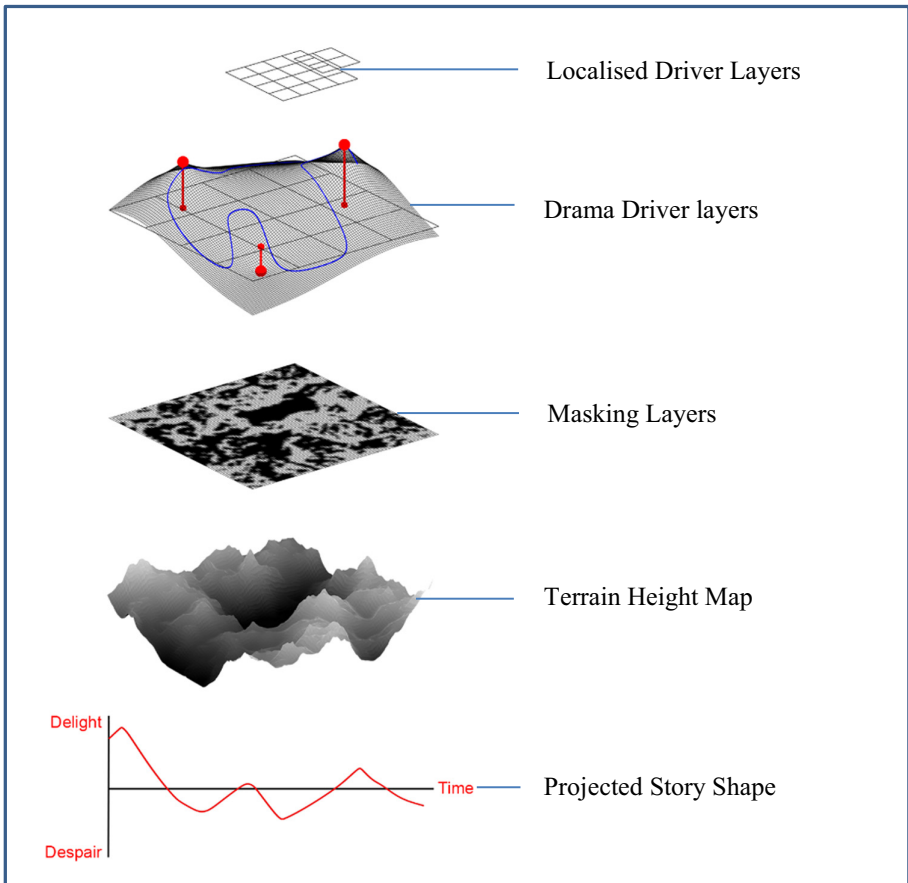 Localised Driver Layers
Drama Driver layers
Masking Layers
Terrain Height Map
Delight
Time
Projected Story Shape
Despair